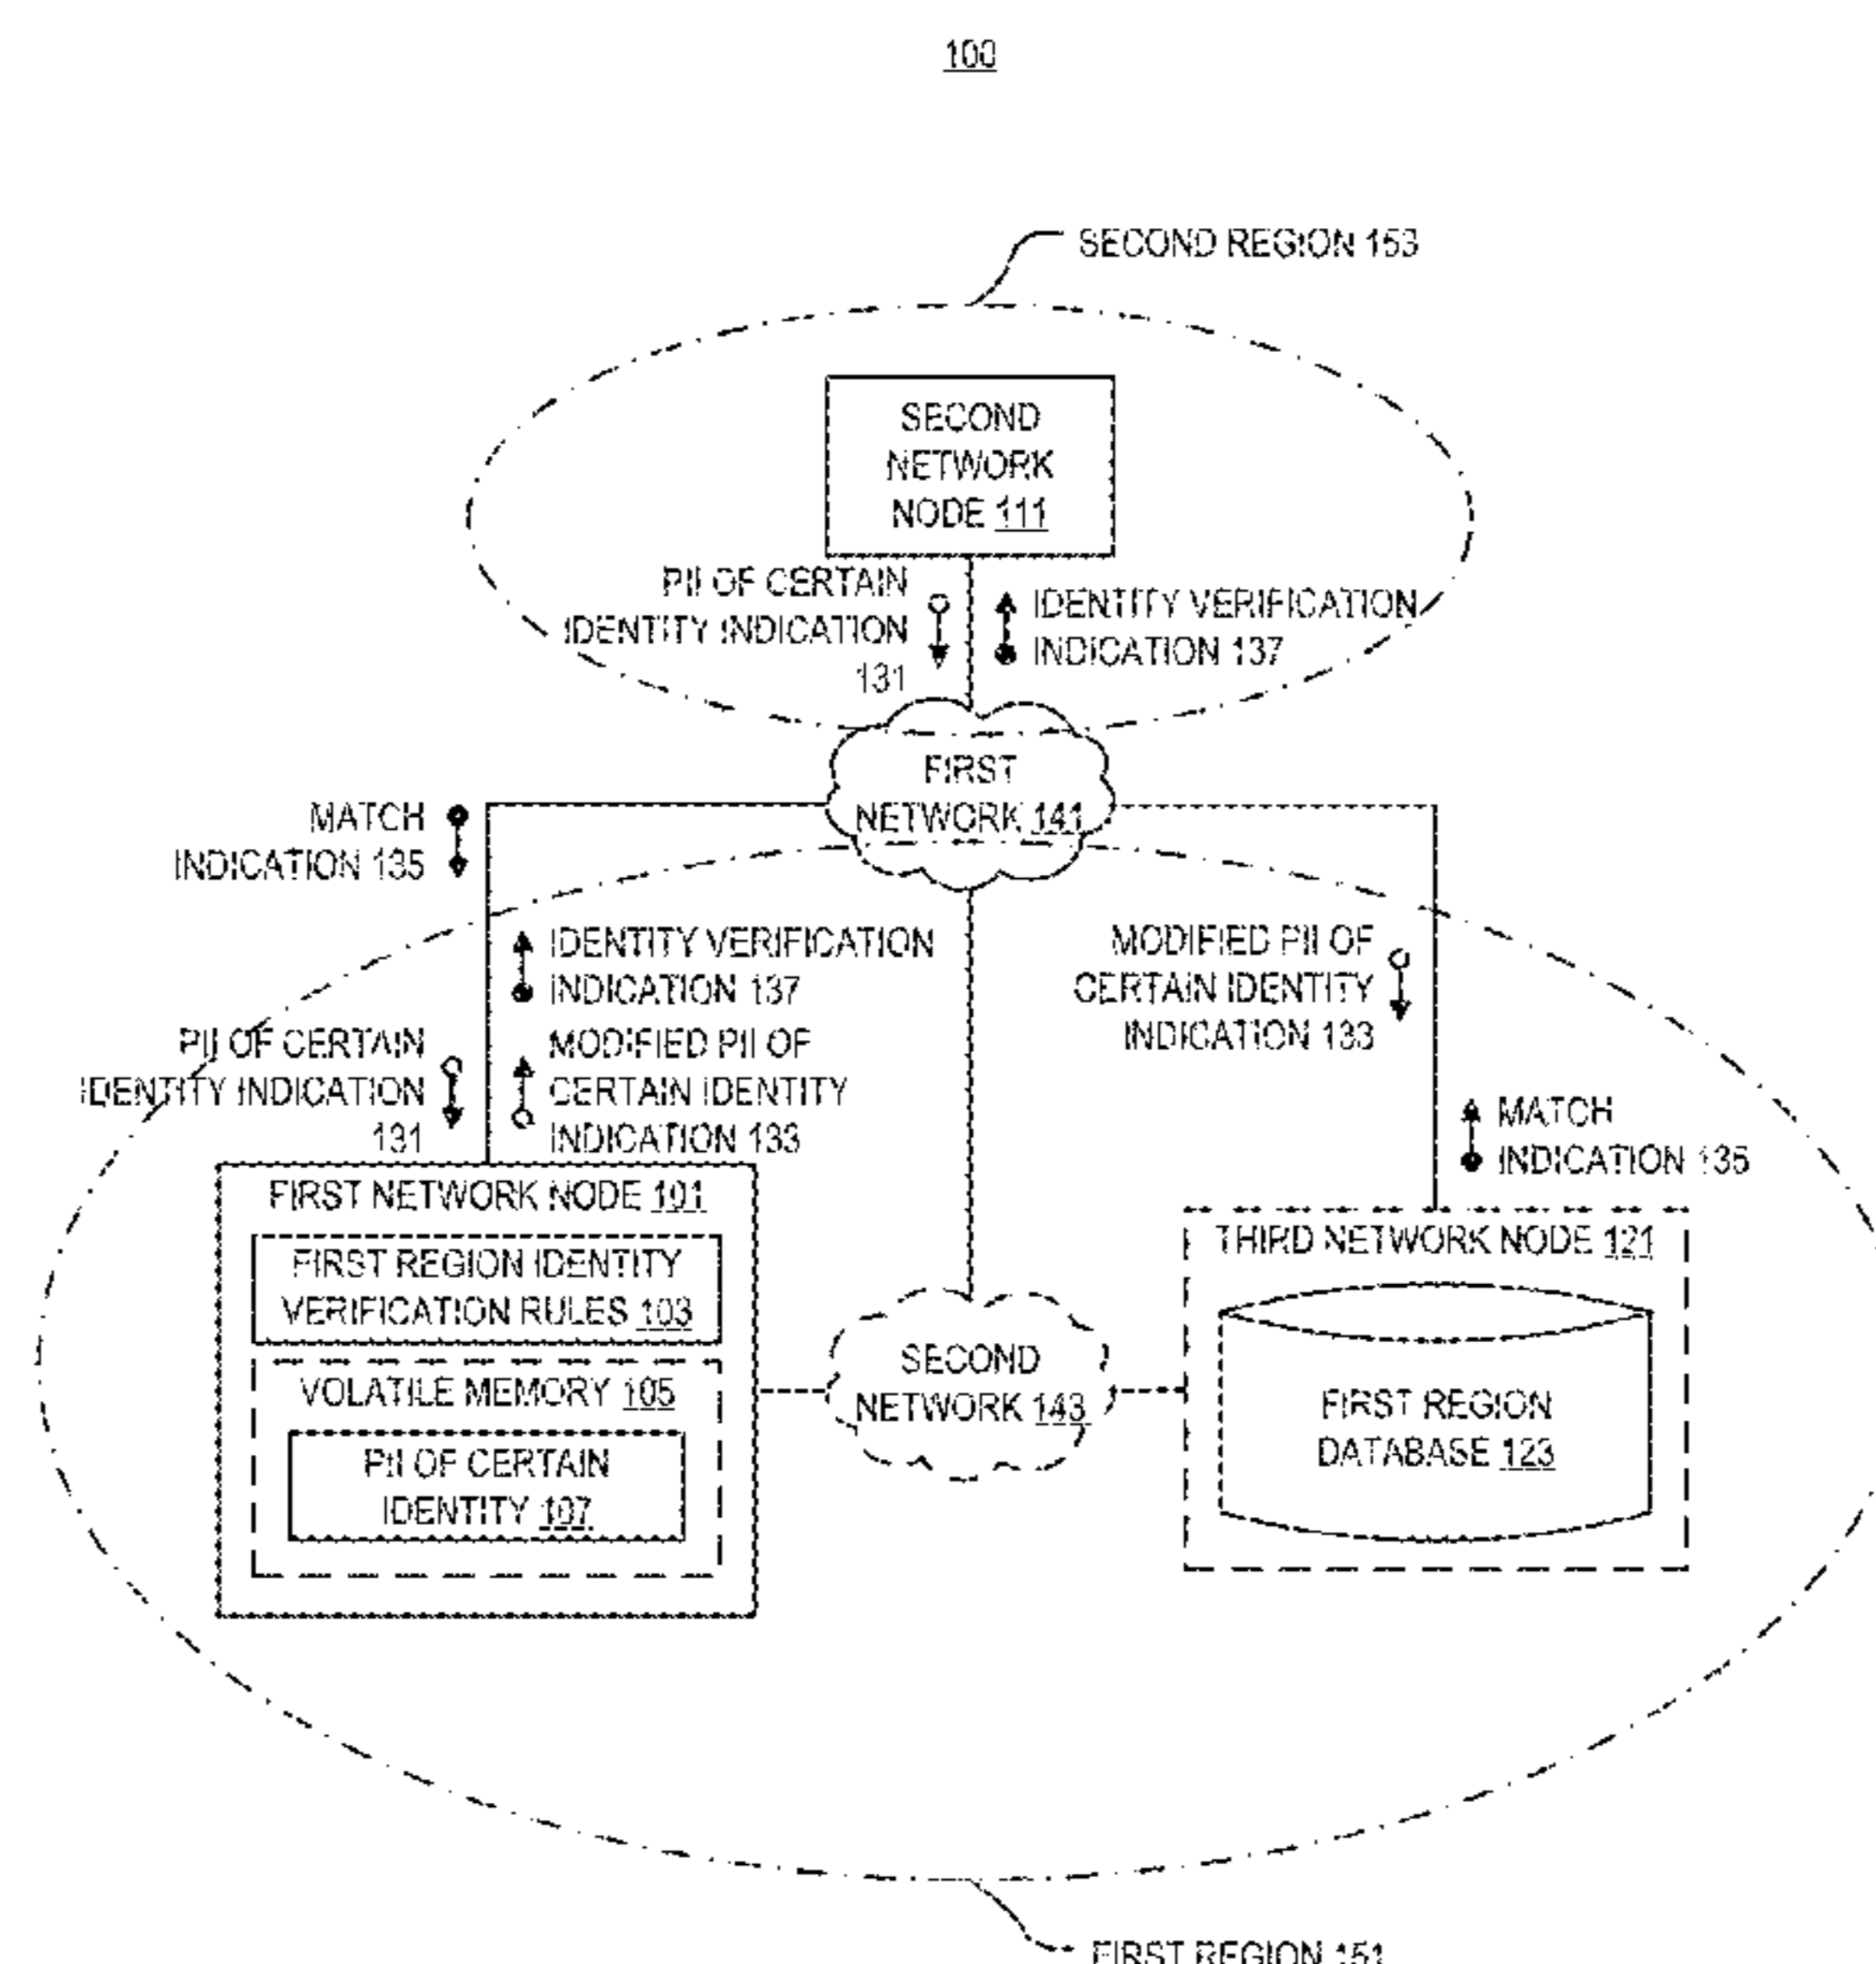 100
SECOND REGION 153
SECOND
NETWORK
NODE 111
PII OF CERTAIN
IDENTITY INDICATION
131
IDENTITY VERIFICATION
INDICATION 137
FIRST
NETWORK 141
MATCH
INDICATION 135
IDENTITY VERIFICATION
INDICATION 137
MODIFIED PII OF
CERTAIN IDENTITY
INDICATION 133
PII OF CERTAIN
IDENTITY INDICATION
131
MODIFIED PII OF
CERTAIN IDENTITY
INDICATION 133
MATCH
INDICATION 135
FIRST NETWORK NODE 101
FIRST REGION IDENTITY
VERIFICATION RULES 103
VOLATILE MEMORY 105
PII OF CERTAIN
IDENTITY 107
SECOND
NETWORK 143
THIRD NETWORK NODE 121
FIRST REGION
DATABASE 123
FIRST REGION 151